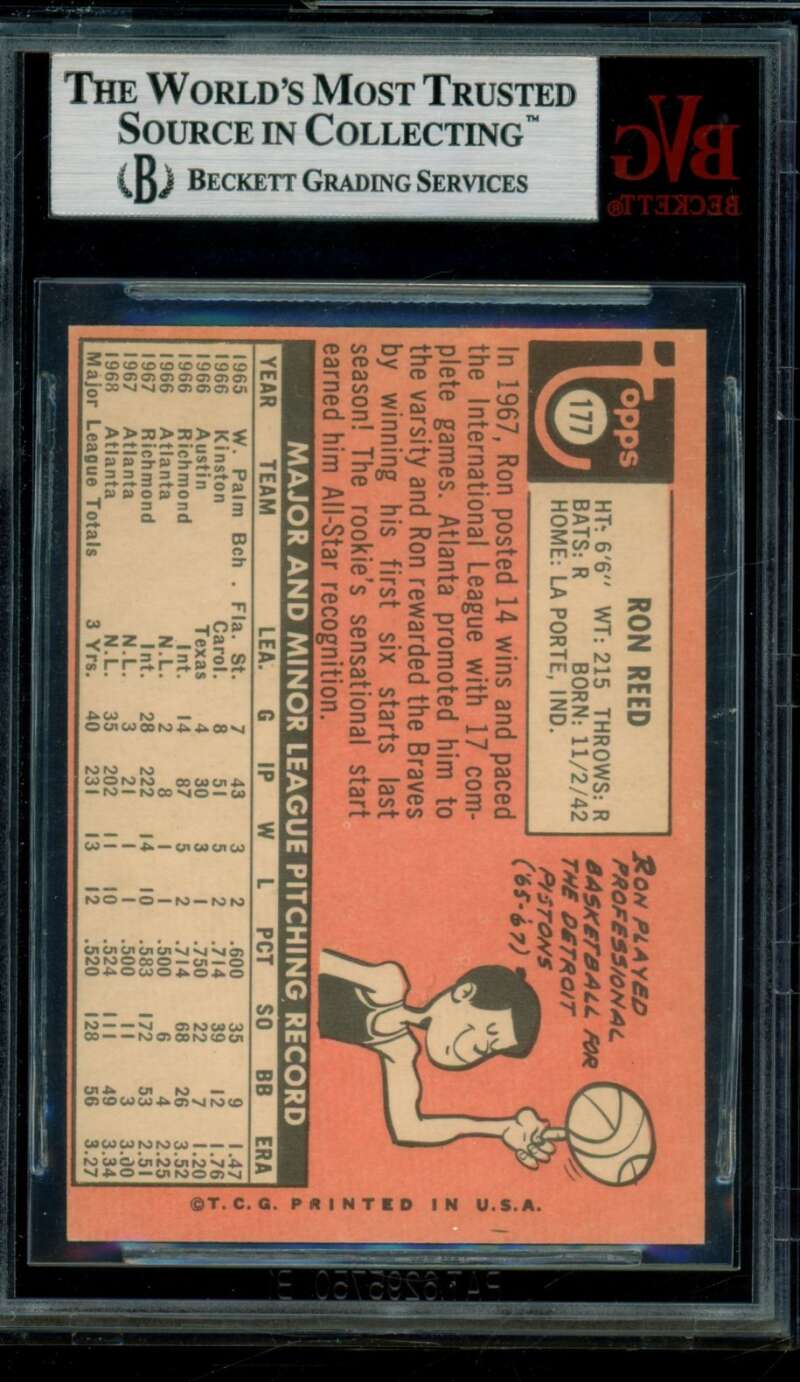 THE WORLD'S MOST TRUSTED
SOURCE IN COLLECTING™
(B) BECKETT GRADING SERVICES
BVG
BECKETT®
Topps
177
RON REED
HT: 6'6" WT: 215 THROWS: R
BATS: R BORN: 11/2/42
HOME: LA PORTE, IND.
In 1967, Ron posted 14 wins and paced
the International League with 17 com-
plete games. Atlanta promoted him to
the varsity and Ron rewarded the Braves
by winning his first six starts last
season! The rookie's sensational start
earned him All-Star recognition.
RON PLAYED
PROFESSIONAL
BASKETBALL FOR
THE DETROIT
PISTONS
('65-'67)
MAJOR AND MINOR LEAGUE PITCHING RECORD
YEAR TEAM LEA. G IP W L PCT SO BB ERA
1965 W. Palm Bch. Fla. St. 7 43 3 2 .600 35 9 1.47
1966 Kinston Carol. 8 51 5 2 .714 39 12 1.76
1966 Austin Texas 4 30 3 1 .750 22 7 1.20
1966 Richmond Int. 14 87 5 2 .714 68 26 3.52
1966 Atlanta N.L. 2 8 1 1 .500 6 4 2.25
1967 Richmond Int. 28 222 14 10 .583 172 53 2.51
1967 Atlanta N.L. 3 21 1 1 .500 11 3 3.00
1968 Atlanta N.L. 35 202 11 10 .524 111 49 3.34
Major League Totals 3 Yrs. 40 231 13 12 .520 128 56 3.27
©T.C.G. PRINTED IN U.S.A.